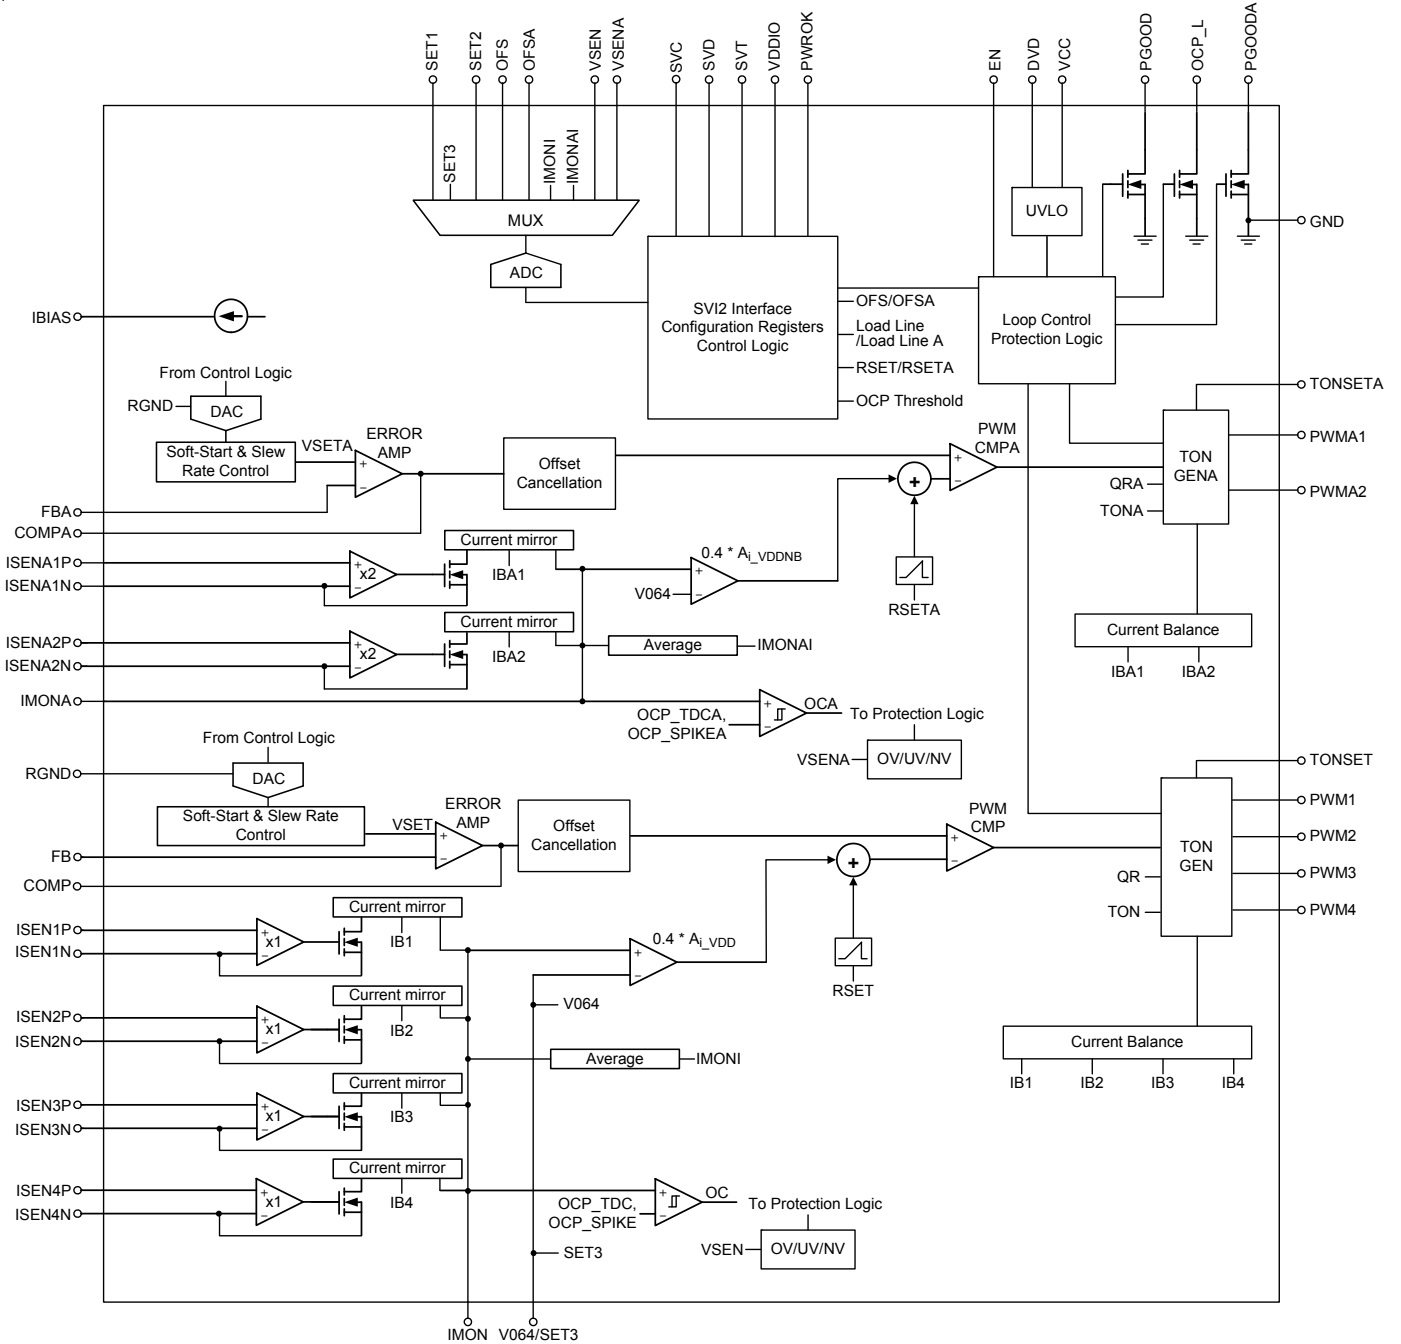 SET1
SET2
OFS
OFSA
VSEN
VSENA
SVC
SVD
SVT
VDDIO
PWROK
EN
DVD
VCC
PGOOD
OCP_L
PGOODA
SET3
IMONI
IMONAI
MUX
ADC
UVLO
GND
SVI2 Interface
Configuration Registers
Control Logic
OFS/OFSA
Load Line
/Load Line A
RSET/RSETA
OCP Threshold
Loop Control
Protection Logic
IBIAS
From Control Logic
RGND
DAC
Soft-Start & Slew
Rate Control
VSETA
ERROR
AMP
+
−
Offset
Cancellation
PWM
CMPA
+
−
+
TONSETA
TON
GENA
QRA
TONA
PWMA1
PWMA2
FBA
COMPA
ISENA1P
ISENA1N
+
−
x2
Current mirror
IBA1
0.4 * Ai_VDDNB
+
−
V064
RSETA
ISENA2P
ISENA2N
+
−
x2
Current mirror
IBA2
Average
IMONAI
Current Balance
IBA1
IBA2
IMONA
OCP_TDCA,
OCP_SPIKEA
+
−
OCA
To Protection Logic
VSENA
OV/UV/NV
From Control Logic
RGND
DAC
Soft-Start & Slew Rate
Control
VSET
ERROR
AMP
+
−
Offset
Cancellation
PWM
CMP
+
−
+
TONSET
TON
GEN
QR
TON
PWM1
PWM2
PWM3
PWM4
FB
COMP
ISEN1P
ISEN1N
+
−
x1
Current mirror
IB1
0.4 * Ai_VDD
+
−
RSET
V064
ISEN2P
ISEN2N
+
−
x1
Current mirror
IB2
Average
IMONI
Current Balance
IB1
IB2
IB3
IB4
ISEN3P
ISEN3N
+
−
x1
Current mirror
IB3
ISEN4P
ISEN4N
+
−
x1
Current mirror
IB4
OCP_TDC,
OCP_SPIKE
+
−
OC
To Protection Logic
VSEN
OV/UV/NV
SET3
IMON
V064/SET3